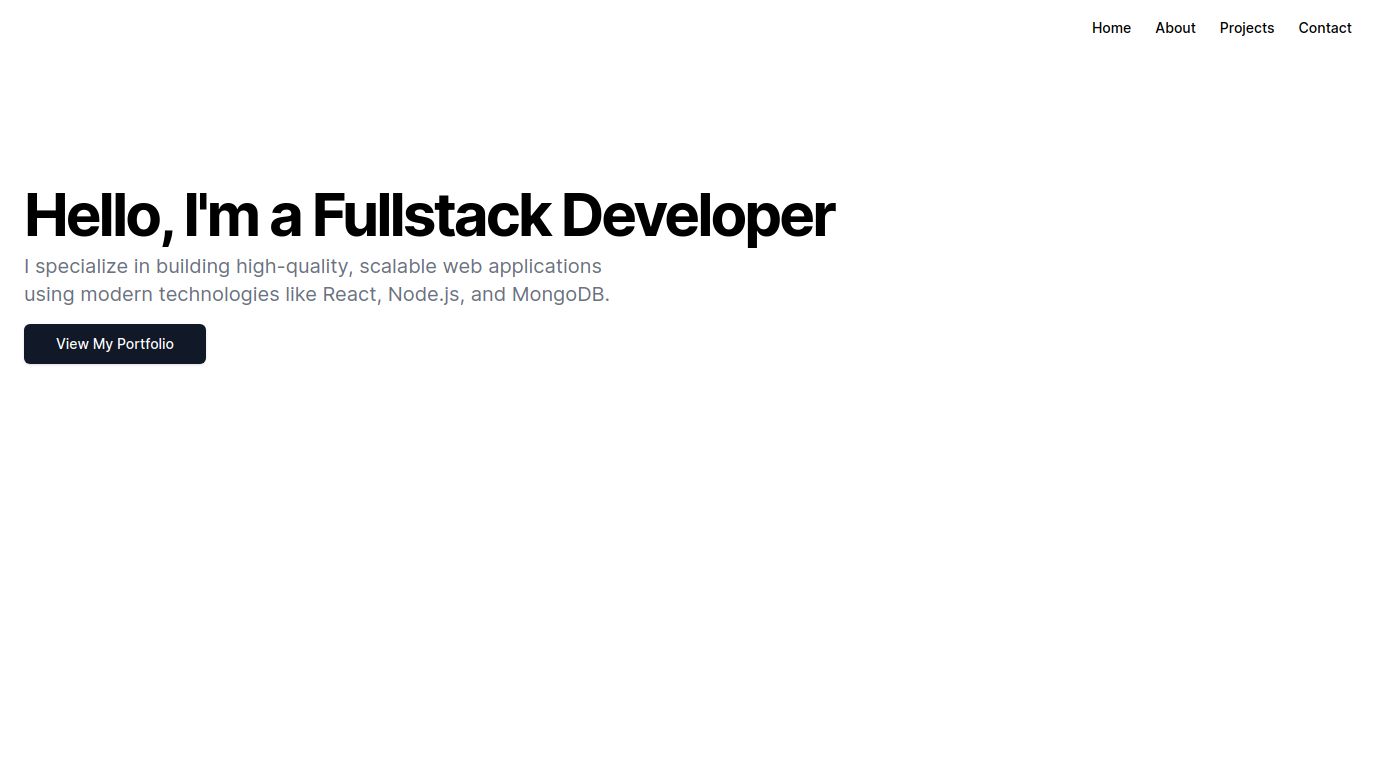 Home About Projects Contact
Hello, I'm a Fullstack Developer
I specialize in building high-quality, scalable web applications
using modern technologies like React, Node.js, and MongoDB.
View My Portfolio